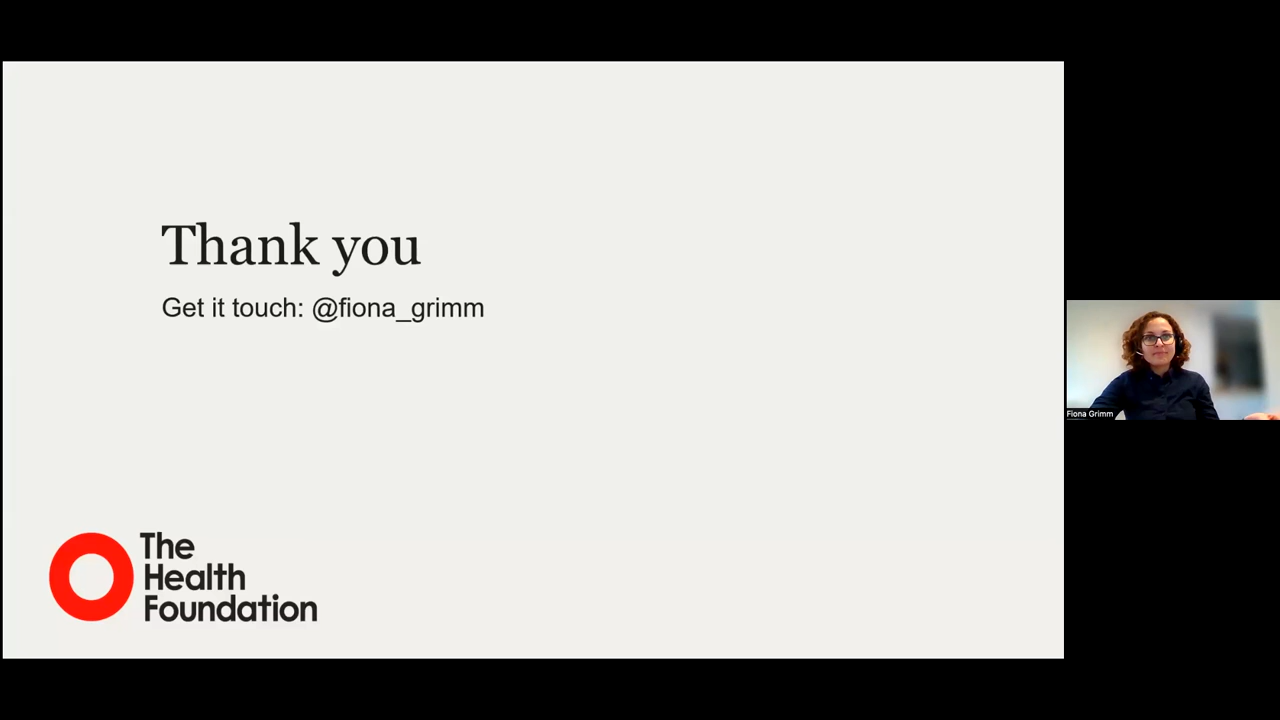 Thank you
Get it touch: @fiona_grimm
The
Health
Foundation
Fiona Grimm